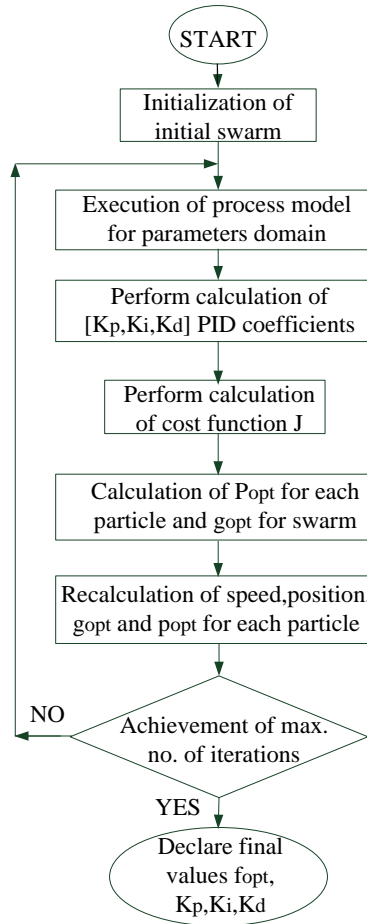 START
Initialization of
initial swarm
Execution of process model
for parameters domain
Perform calculation of
[Kp,Ki,Kd] PID coefficients
Perform calculation
of cost function J
Calculation of Popt for each
particle and gopt for swarm
Recalculation of speed,position,
gopt and popt for each particle
Achievement of max.
no. of iterations
NO
YES
Declare final
values fopt,
Kp,Ki,Kd